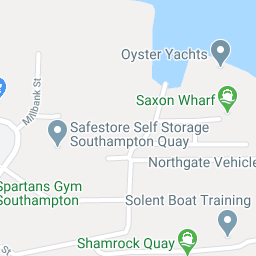 Oyster Yachts
Millbank St
Saxon Wharf
Safestore Self Storage
Southampton Quay
Northgate Vehicle
Spartans Gym
Southampton
Solent Boat Training
Shamrock Quay
St